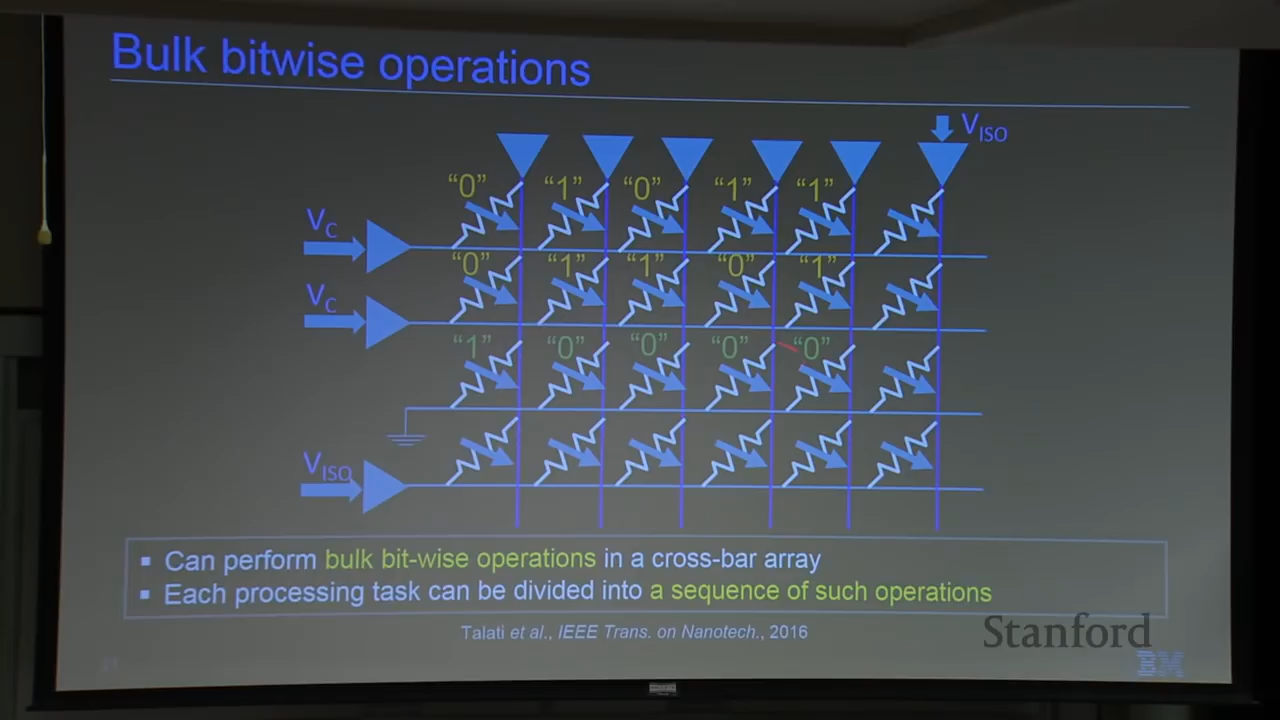 Bulk bitwise operations
V_ISO
"0" "1" "0" "1" "1"
V_C
"0" "1" "1" "0" "1"
V_C
"1" "0" "0" "0" "0"
V_ISO
▪ Can perform bulk bit-wise operations in a cross-bar array
▪ Each processing task can be divided into a sequence of such operations
Talati et al., IEEE Trans. on Nanotech., 2016
Stanford
IBM